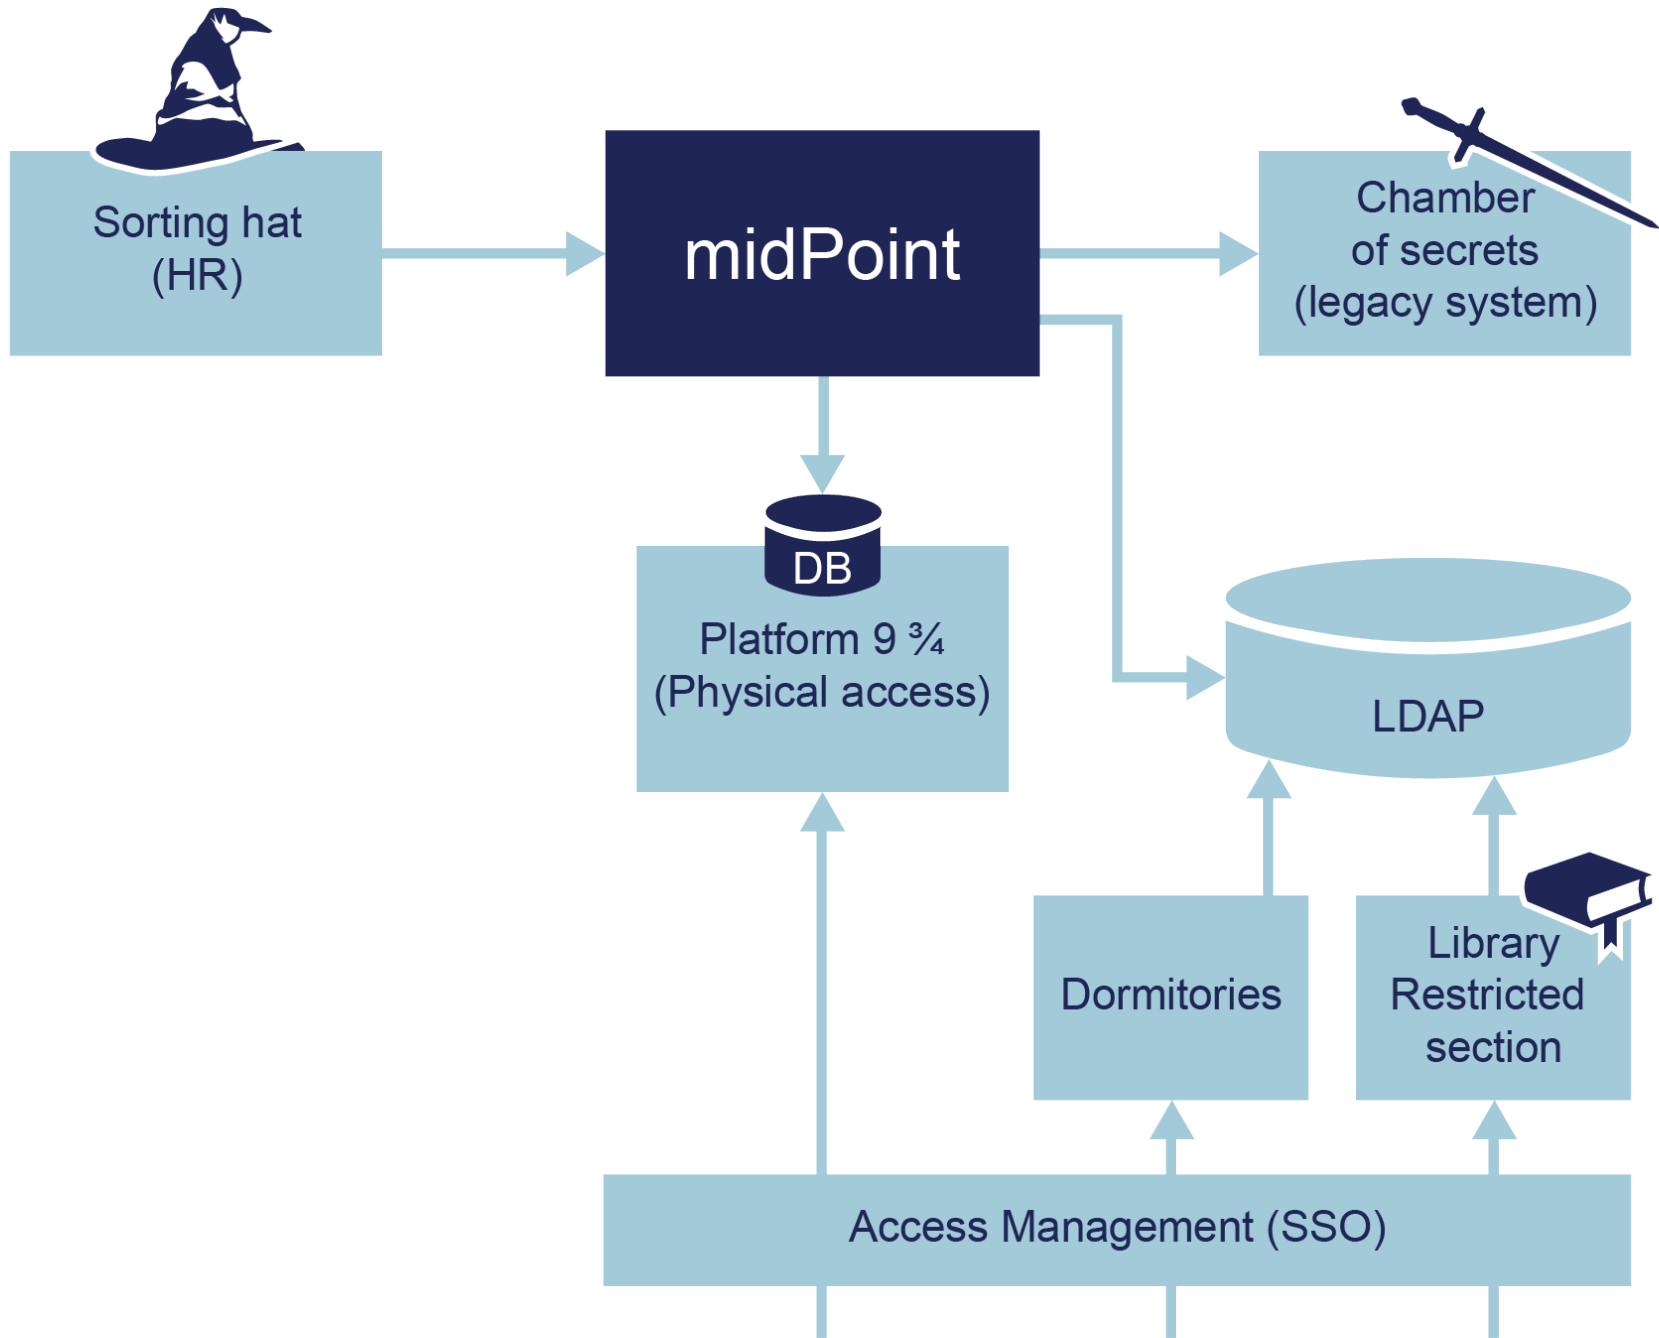 Sorting hat
(HR)
midPoint
Chamber
of secrets
(legacy system)
DB
Platform 9 ¾
(Physical access)
LDAP
Dormitories
Library
Restricted
section
Access Management (SSO)